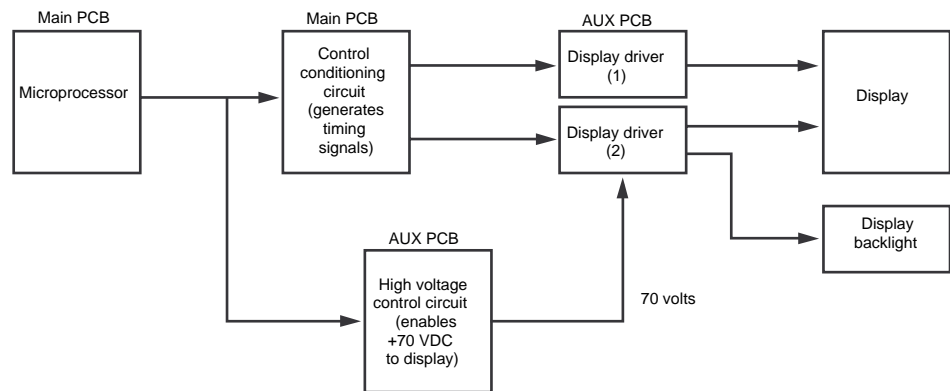 Main PCB
Microprocessor
Main PCB
Control
conditioning
circuit
(generates
timing
signals)
AUX PCB
Display driver
(1)
Display driver
(2)
Display
Display
backlight
AUX PCB
High voltage
control circuit
(enables
+70 VDC
to display)
70 volts